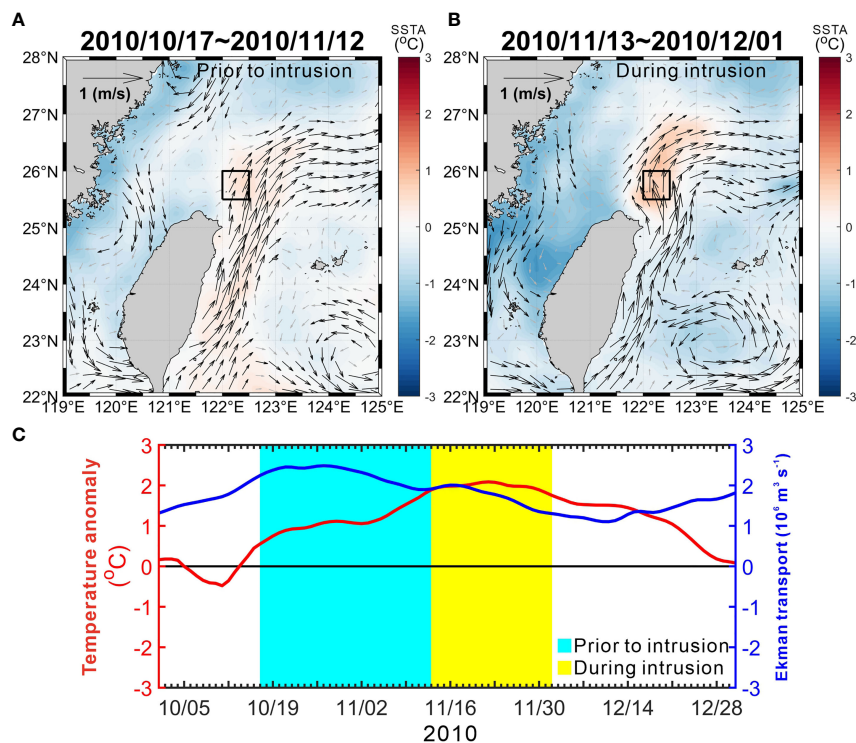 A
2010/10/17~2010/11/12
SSTA
(°C)
Prior to intrusion
1 (m/s)
28°N
27°N
26°N
25°N
24°N
23°N
22°N
119°E 120°E 121°E 122°E 123°E 124°E 125°E
3
2
1
0
-1
-2
-3
B
2010/11/13~2010/12/01
SSTA
(°C)
During intrusion
1 (m/s)
28°N
27°N
26°N
25°N
24°N
23°N
22°N
119°E 120°E 121°E 122°E 123°E 124°E 125°E
3
2
1
0
-1
-2
-3
C
Temperature anomaly
(°C)
3
2
1
0
-1
-2
-3
Prior to intrusion
During intrusion
3
2
1
0
-1
-2
-3
Ekman transport (10⁶ m³ s⁻¹)
10/05 10/19 11/02 11/16 11/30 12/14 12/28
2010